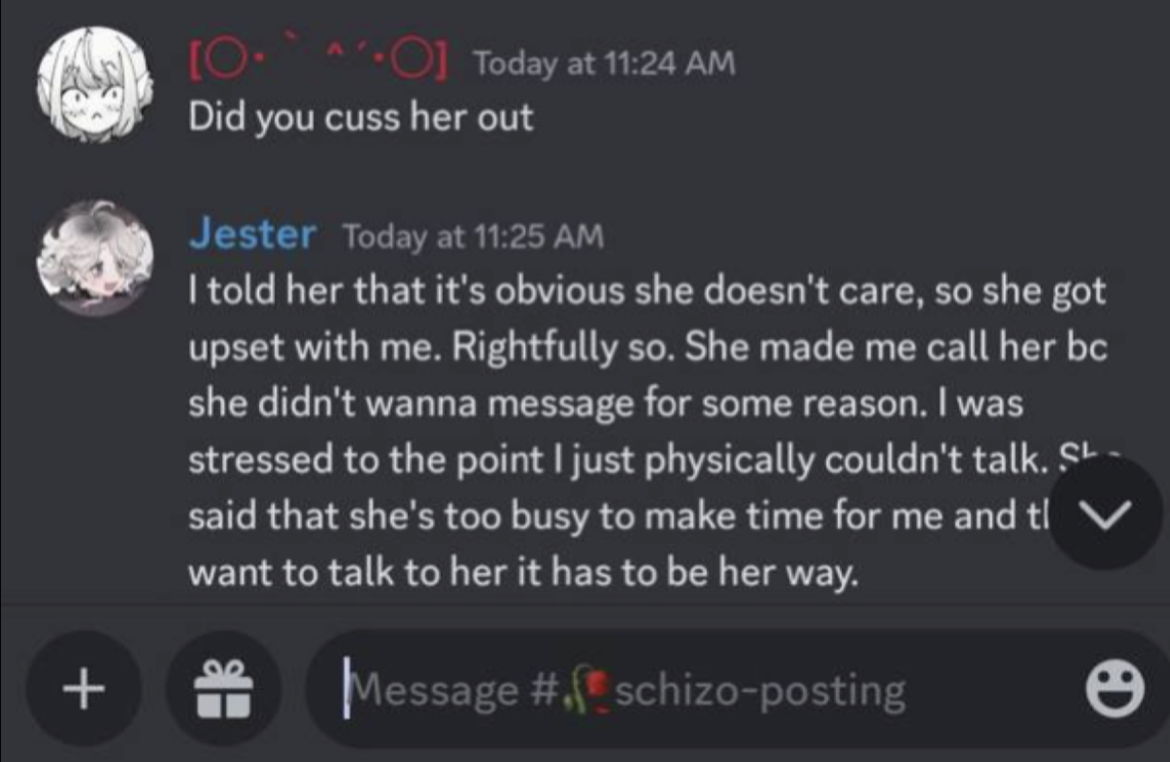 [〇･ ｀ ^ ´･〇] Today at 11:24 AM
Did you cuss her out
Jester Today at 11:25 AM
I told her that it's obvious she doesn't care, so she got
upset with me. Rightfully so. She made me call her bc
she didn't wanna message for some reason. I was
stressed to the point I just physically couldn't talk. She
said that she's too busy to make time for me and
want to talk to her it has to be her way.
Message #🥀schizo-posting